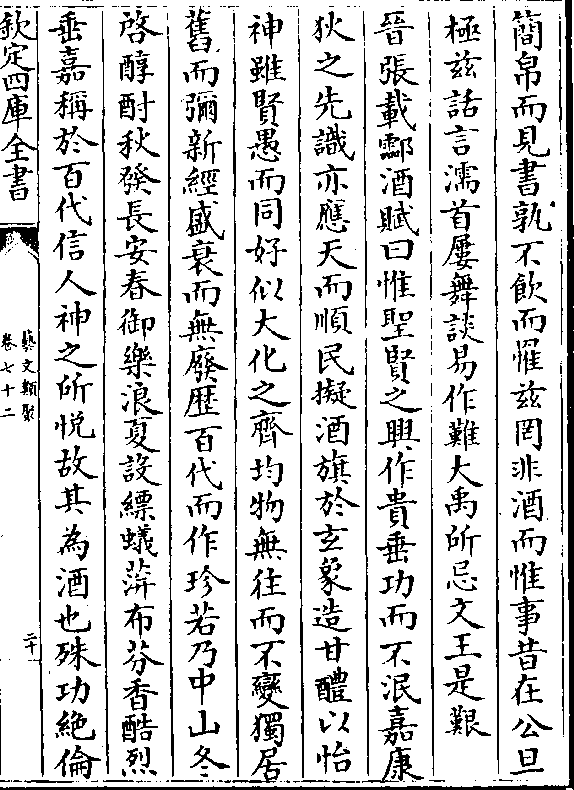 簡帛而見書孰不飲而罹兹罔非酒而惟事昔在公旦
極兹話言濡首屢舞談易作難大禹所忌文王是艱
晉張載酃酒賦曰惟聖賢之興作貴垂功而不泯嘉康
狄之先識亦應天而順民擬酒旗於玄象造甘醴以怡
神雖賢愚而同好似大化之齊均物無往而不變獨居
舊而彌新經盛衰而無廢歴百代而作珍若乃中山冬
啓醇酎秋發長安春御樂浪夏設縹蟻蓱布芬香酷烈
垂嘉稱於百代信人神之所悦故其為酒也殊功絶倫
欽定四庫全書
藝文類聚
卷七十二
二十